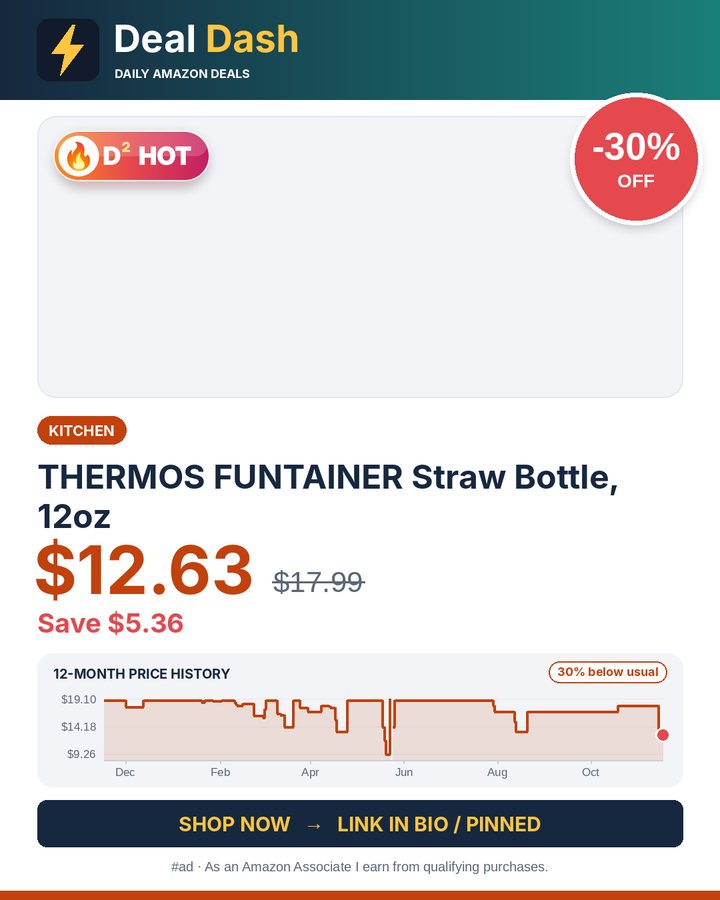 Deal Dash
DAILY AMAZON DEALS
D² HOT
-30%
OFF
KITCHEN
THERMOS FUNTAINER Straw Bottle,
12oz
$12.63 $17.99
Save $5.36
12-MONTH PRICE HISTORY 30% below usual
$19.10
$14.18
$9.26
Dec Feb Apr Jun Aug Oct
SHOP NOW → LINK IN BIO / PINNED
#ad · As an Amazon Associate I earn from qualifying purchases.